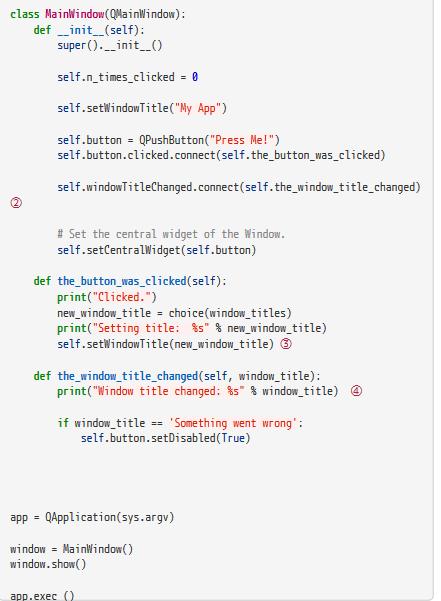 class MainWindow(QMainWindow):
    def __init__(self):
        super().__init__()

        self.n_times_clicked = 0

        self.setWindowTitle("My App")

        self.button = QPushButton("Press Me!")
        self.button.clicked.connect(self.the_button_was_clicked)

        self.windowTitleChanged.connect(self.the_window_title_changed)
②

        # Set the central widget of the Window.
        self.setCentralWidget(self.button)

    def the_button_was_clicked(self):
        print("Clicked.")
        new_window_title = choice(window_titles)
        print("Setting title:  %s" % new_window_title)
        self.setWindowTitle(new_window_title) ③

    def the_window_title_changed(self, window_title):
        print("Window title changed: %s" % window_title)  ④

        if window_title == 'Something went wrong':
            self.button.setDisabled(True)

app = QApplication(sys.argv)

window = MainWindow()
window.show()

app.exec ()